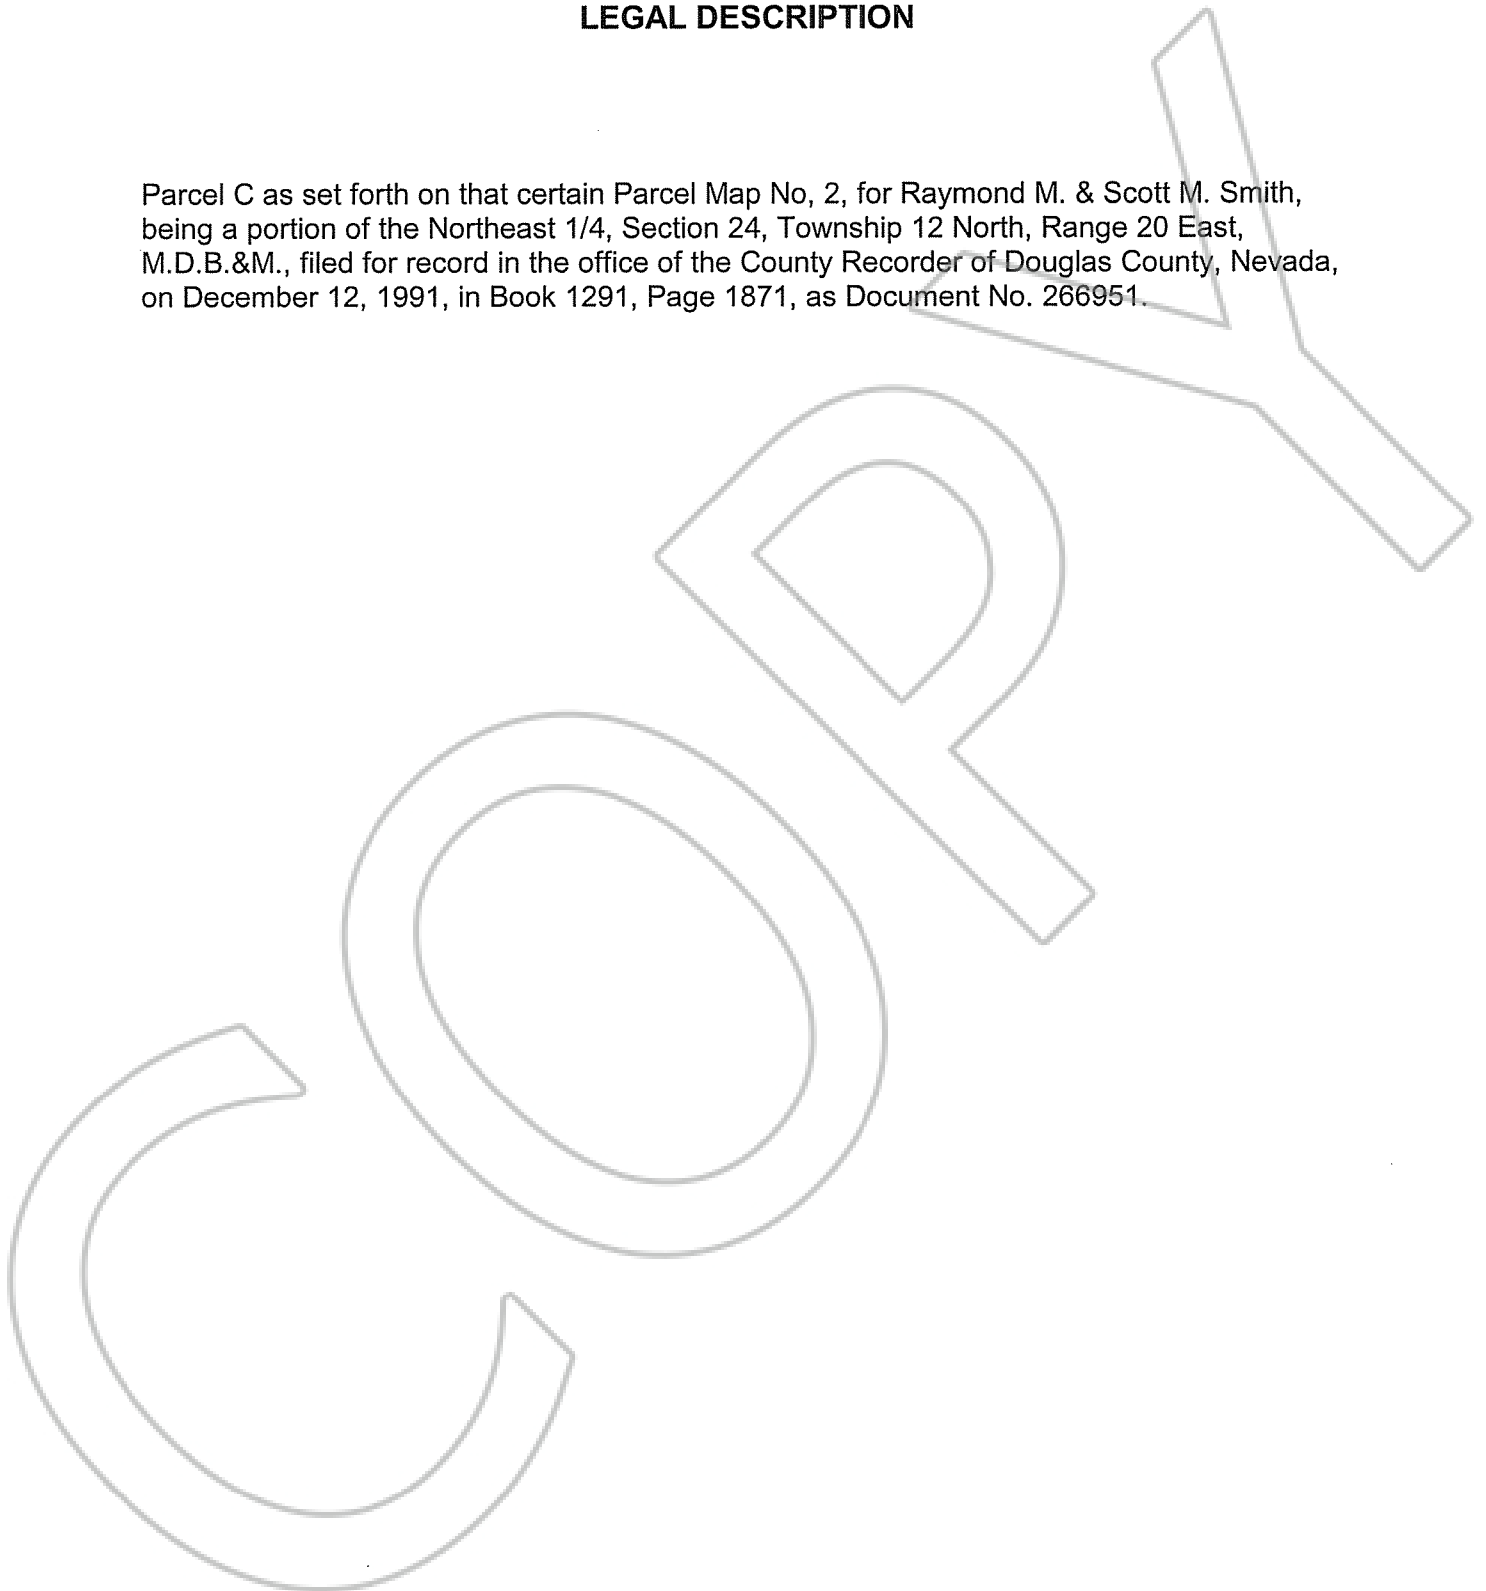 LEGAL DESCRIPTION
Parcel C as set forth on that certain Parcel Map No, 2, for Raymond M. & Scott M. Smith,
being a portion of the Northeast 1/4, Section 24, Township 12 North, Range 20 East,
M.D.B.&M., filed for record in the office of the County Recorder of Douglas County, Nevada,
on December 12, 1991, in Book 1291, Page 1871, as Document No. 266951.
COPY